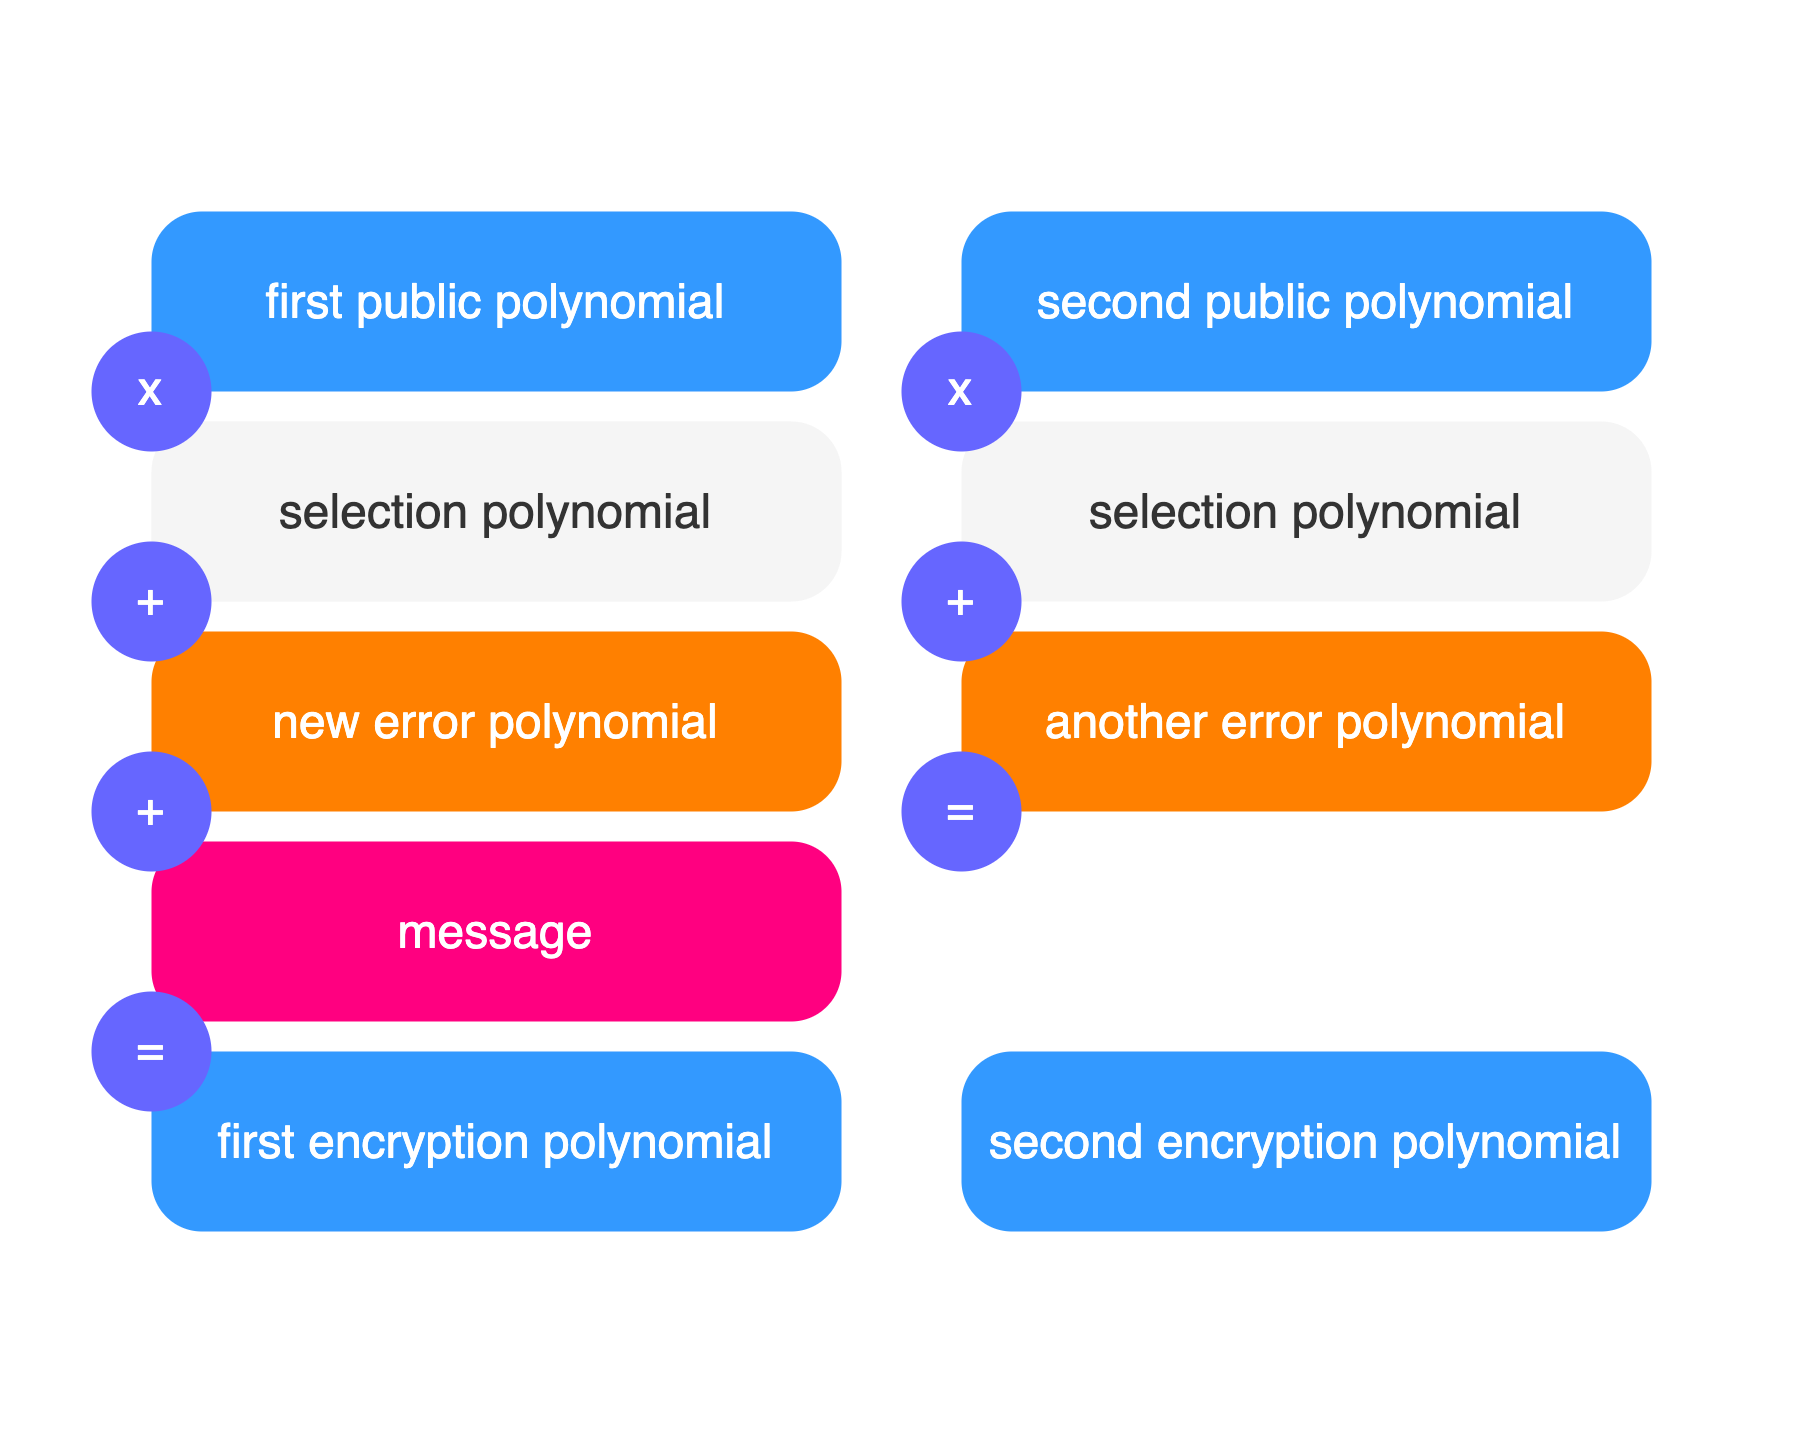 first public polynomial
x
selection polynomial
+
new error polynomial
+
message
=
first encryption polynomial
second public polynomial
x
selection polynomial
+
another error polynomial
=
second encryption polynomial